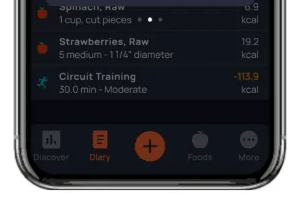 Spinach, Raw 6.9
1 cup, cut pieces kcal
Strawberries, Raw 19.2
5 medium - 1 1/4" diameter kcal
Circuit Training -113.9
30.0 min - Moderate kcal
Discover Diary Foods More